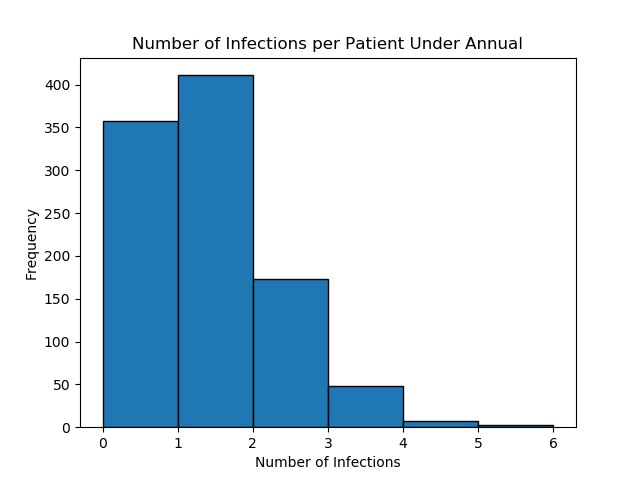 Number of Infections per Patient Under Annual
400
350
300
250
200
150
100
50
0
Frequency
0 1 2 3 4 5 6
Number of Infections